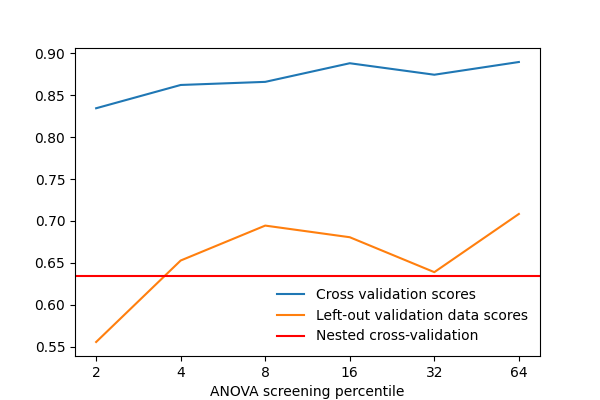 0.90
0.85
0.80
0.75
0.70
0.65
0.60
0.55
Cross validation scores
Left-out validation data scores
Nested cross-validation
2 4 8 16 32 64
ANOVA screening percentile